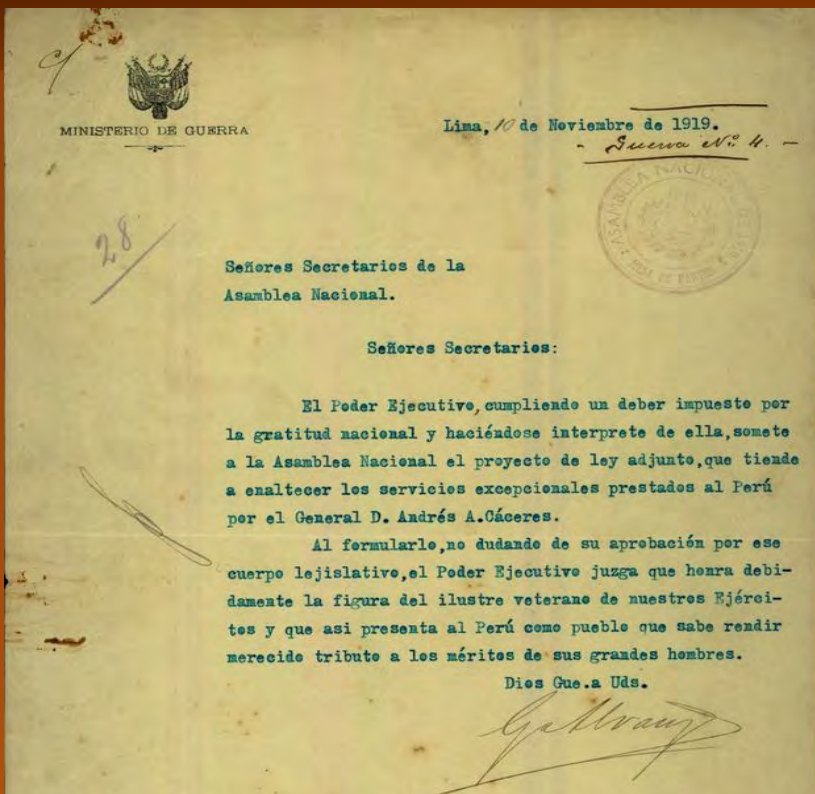 MINISTERIO DE GUERRA
Lima, 10 de Noviembre de 1919.
- Guerra Nº 4. -
ASAMBLEA NACIONAL
28
Señores Secretarios de la
Asamblea Nacional.
Señores Secretarios:
El Poder Ejecutivo, cumpliendo un deber impuesto por
la gratitud nacional y haciéndose interprete de ella, somete
a la Asamblea Nacional el proyecto de ley adjunto, que tiende
a enaltecer los servicios excepcionales prestados al Perú
por el General D. Andrés A. Cáceres.
Al formularlo, no dudando de su aprobación por ese
cuerpo lejislativo, el Poder Ejecutivo juzga que honra debi-
damente la figura del ilustre veterano de nuestros Ejérci-
tos y que asi presenta al Perú como pueblo que sabe rendir
merecido tributo a los méritos de sus grandes hombres.
Dios Gue. a Uds.